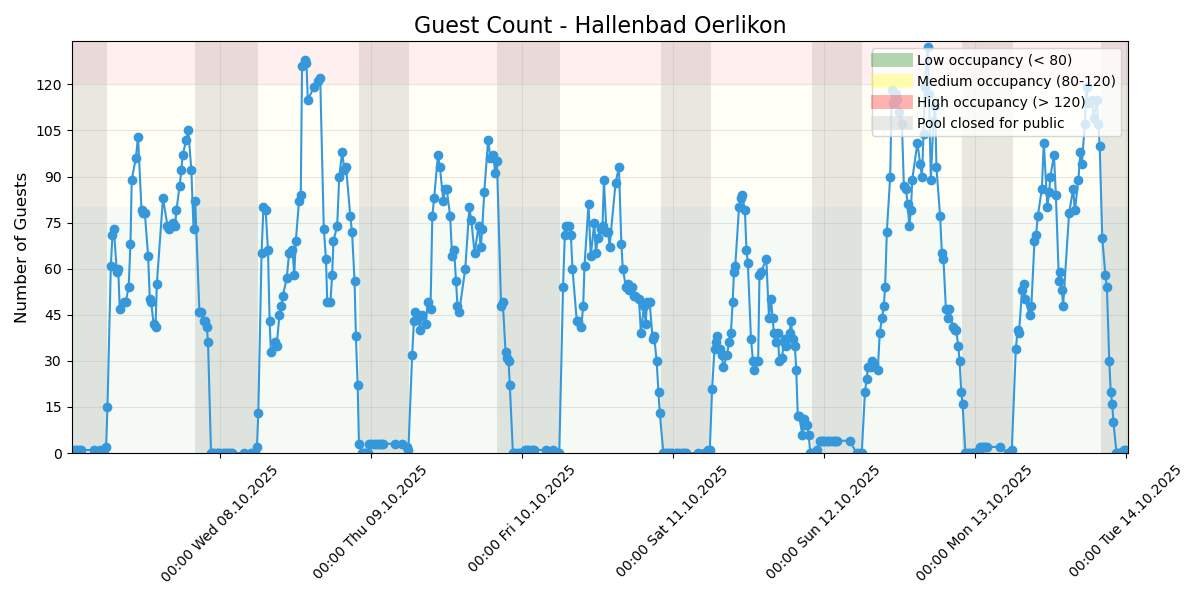 Guest Count - Hallenbad Oerlikon
Number of Guests
120
105
90
75
60
45
30
15
0
Low occupancy (< 80)
Medium occupancy (80-120)
High occupancy (> 120)
Pool closed for public
00:00 Wed 08.10.2025
00:00 Thu 09.10.2025
00:00 Fri 10.10.2025
00:00 Sat 11.10.2025
00:00 Sun 12.10.2025
00:00 Mon 13.10.2025
00:00 Tue 14.10.2025